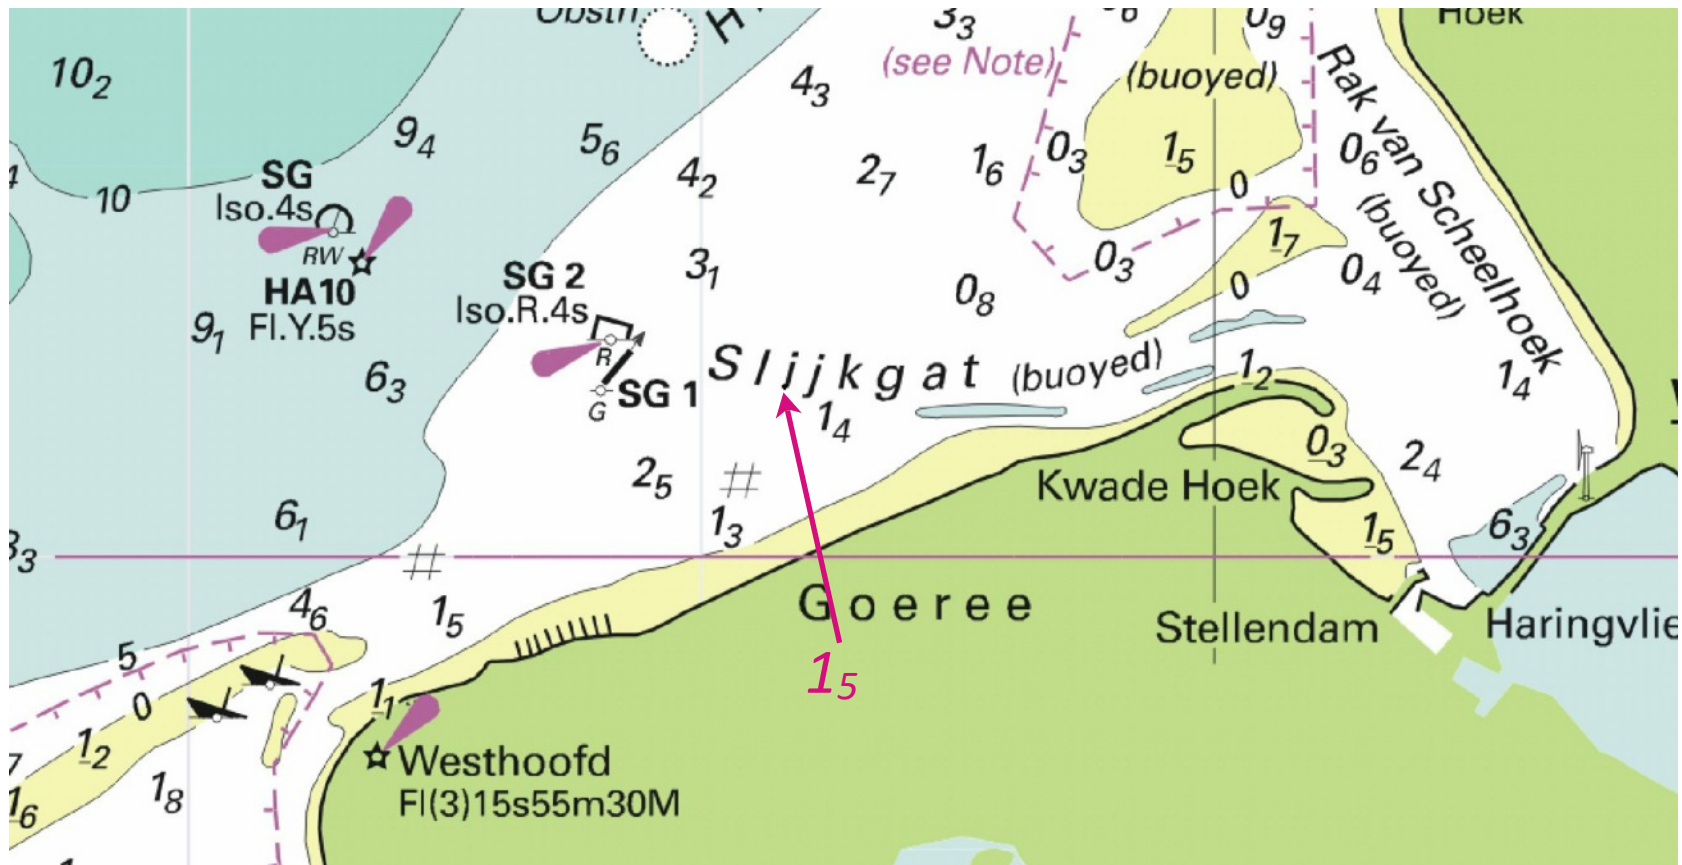 Obstn
H
3₃
0₉
Hoek
10₂
(see Note)
(buoyed)
4₃
Rak van Scheelhoek
(buoyed)
9₄
5₆
4₂
2₇
1₆
0₃
1₅
0₆
0
SG
Iso.4s
RW
10
HA10
Fl.Y.5s
9₁
6₃
SG 2
Iso.R.4s
R
G
SG 1
3₁
0₈
0₃
1₇
0
0₄
Slijkgat (buoyed)
1₄
1₂
1₄
2₅
1₃
Kwade Hoek
0₃
2₄
1₅
6₃
6₁
3₃
4₆
1₅
Goeree
Stellendam
Haringvlie
1₅
5
0
1₁
1₂
7
1₆
1₈
Westhoofd
Fl(3)15s55m30M